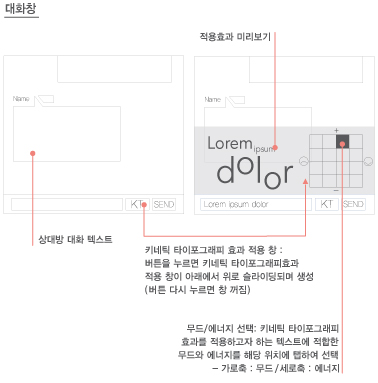 대화창
적용효과 미리보기
Name
Name
Lorem
ipsum
dolor
+
−
KT
SEND
Lorem ipsum dolor
KT
SEND
상대방 대화 텍스트
키네틱 타이포그래피 효과 적용 창 :
버튼을 누르면 키네틱 타이포그래피효과
적용 창이 아래에서 위로 슬라이딩되며 생성
(버튼 다시 누르면 창 꺼짐)
무드/에너지 선택: 키네틱 타이포그래피
효과를 적용하고자 하는 텍스트에 적합한
무드와 에너지를 해당 위치에 탭하여 선택
− 가로축 : 무드 / 세로축 : 에너지